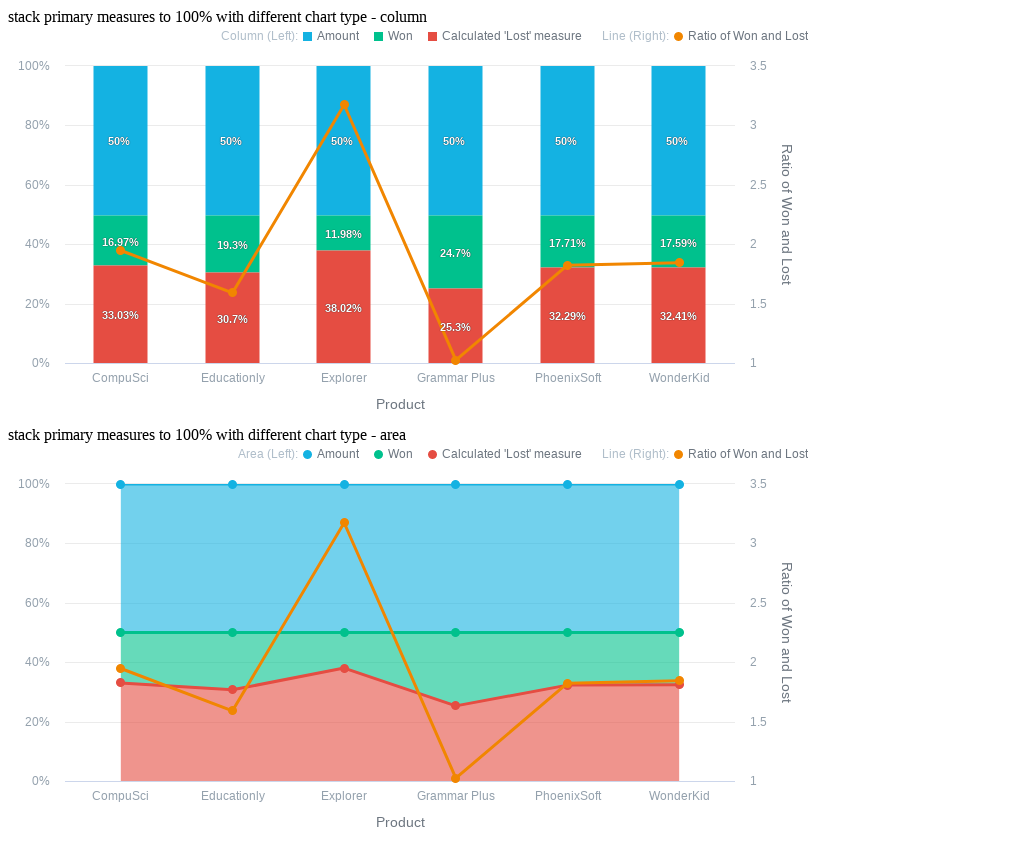 stack primary measures to 100% with different chart type - column
Column (Left): Amount Won Calculated 'Lost' measure Line (Right): Ratio of Won and Lost
100% 3.5
80% 3
60% 2.5
40% 2
20% 1.5
0% 1
50% 50% 50% 50% 50% 50%
16.97% 19.3% 11.98% 24.7% 17.71% 17.59%
33.03% 30.7% 38.02% 25.3% 32.29% 32.41%
Ratio of Won and Lost
CompuSci Educationly Explorer Grammar Plus PhoenixSoft WonderKid
Product
stack primary measures to 100% with different chart type - area
Area (Left): Amount Won Calculated 'Lost' measure Line (Right): Ratio of Won and Lost
100% 3.5
80% 3
60% 2.5
40% 2
20% 1.5
0% 1
Ratio of Won and Lost
CompuSci Educationly Explorer Grammar Plus PhoenixSoft WonderKid
Product